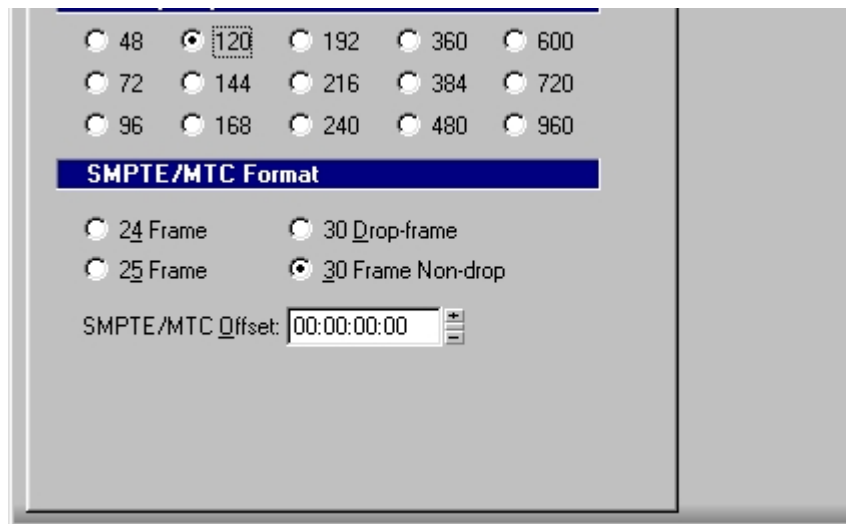 48 120 192 360 600
72 144 216 384 720
96 168 240 480 960
SMPTE/MTC Format
24 Frame 30 Drop-frame
25 Frame 30 Frame Non-drop
SMPTE/MTC Offset: 00:00:00:00